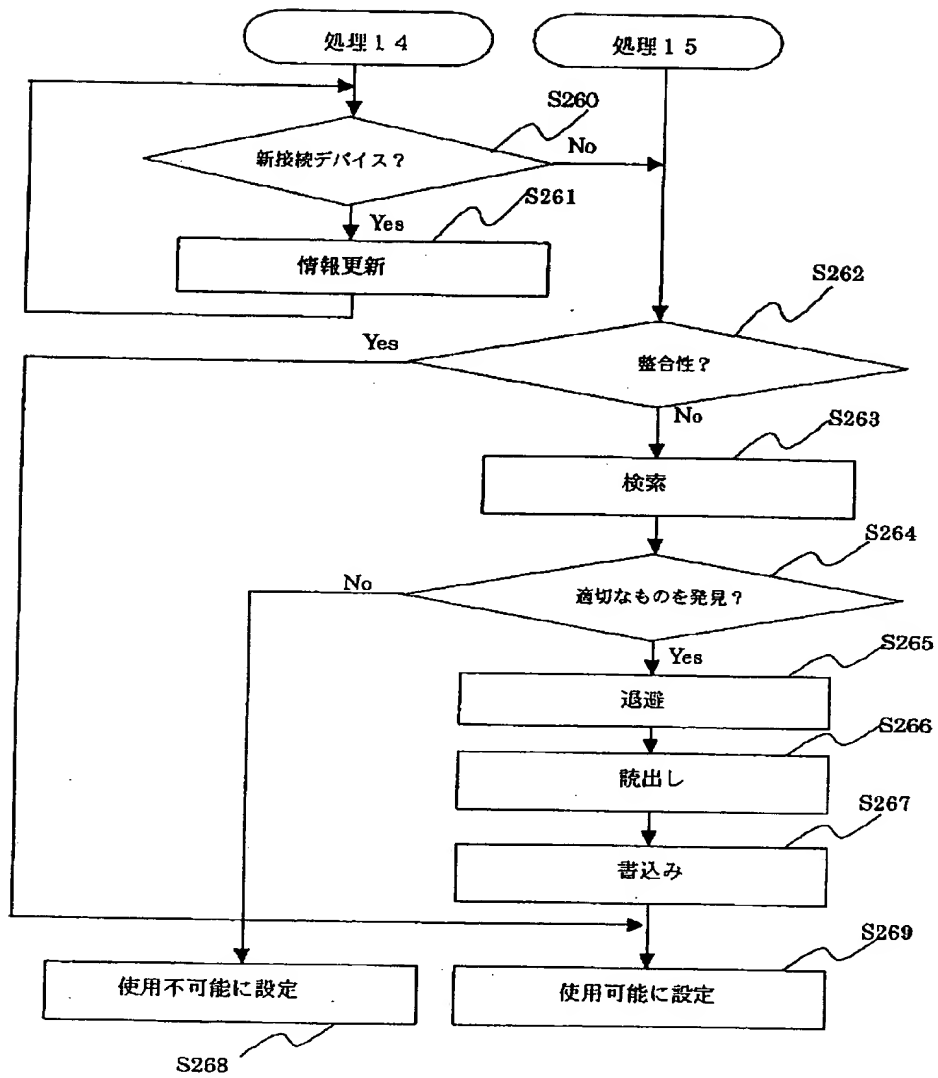 処理14
処理15
S260
新接続デバイス？
No
S261
Yes
情報更新
S262
Yes
整合性？
No
S263
検索
S264
No
適切なものを発見？
Yes
S265
退避
S266
読出し
S267
書込み
S269
使用不可能に設定
使用可能に設定
S268